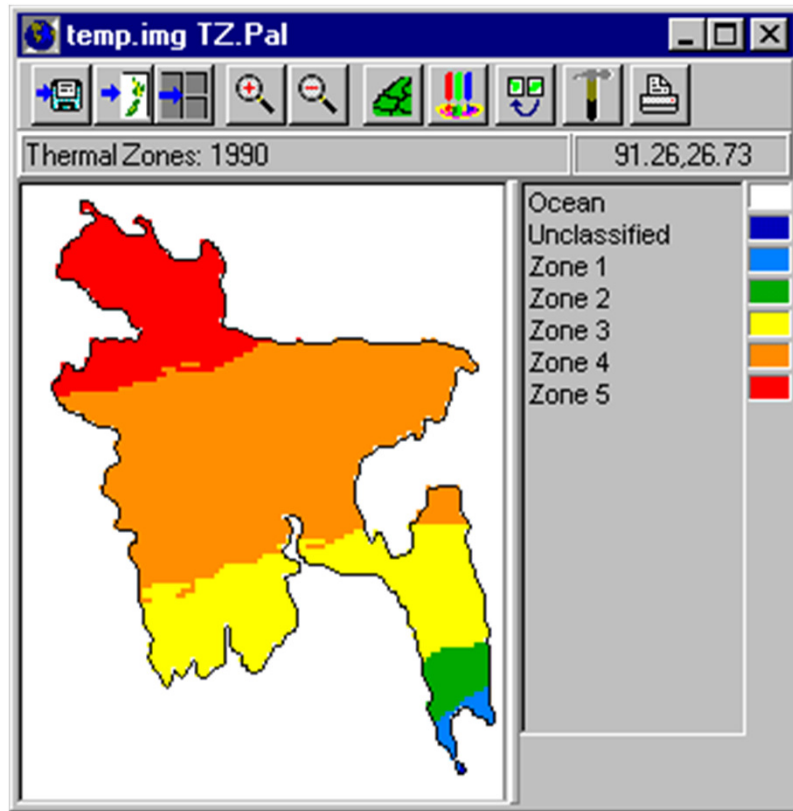 temp.img TZ.Pal
Thermal Zones: 1990
91.26,26.73
Ocean
Unclassified
Zone 1
Zone 2
Zone 3
Zone 4
Zone 5